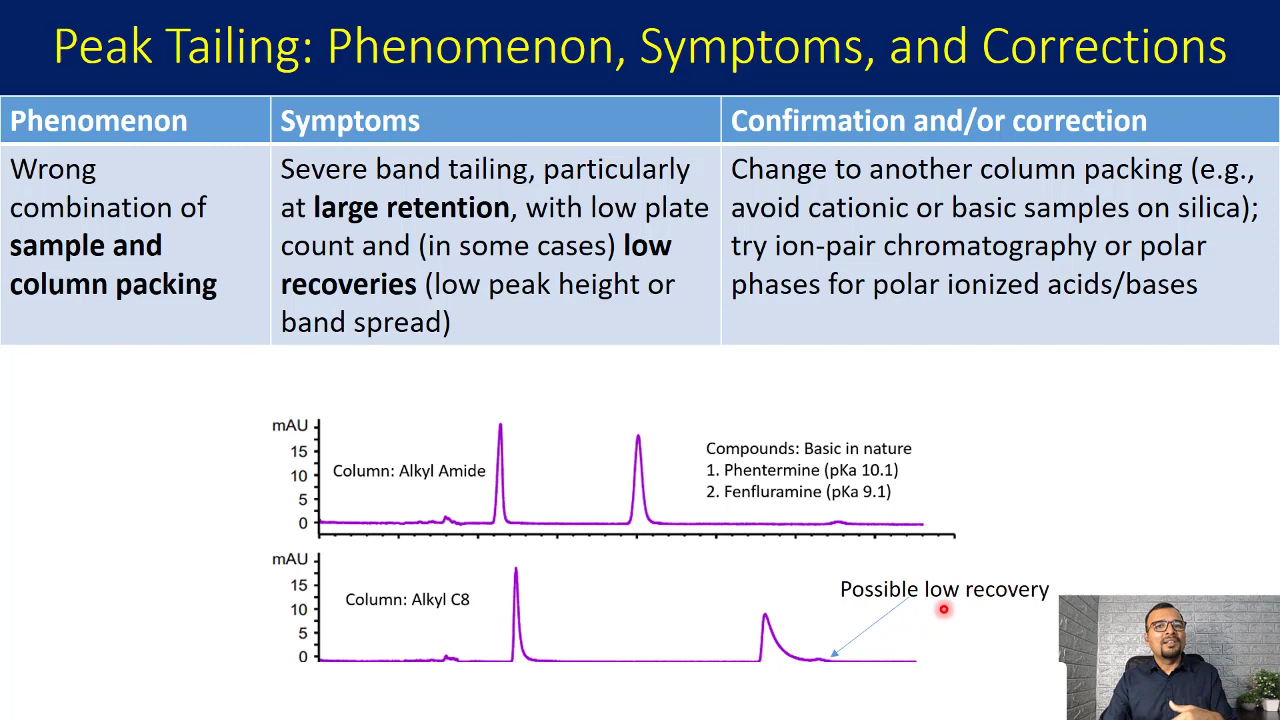 Peak Tailing: Phenomenon, Symptoms, and Corrections
Phenomenon
Symptoms
Confirmation and/or correction
Wrong
combination of
sample and
column packing
Severe band tailing, particularly
at large retention, with low plate
count and (in some cases) low
recoveries (low peak height or
band spread)
Change to another column packing (e.g.,
avoid cationic or basic samples on silica);
try ion-pair chromatography or polar
phases for polar ionized acids/bases
mAU
15
10
5
0
Column: Alkyl Amide
Compounds: Basic in nature
1. Phentermine (pKa 10.1)
2. Fenfluramine (pKa 9.1)
mAU
15
10
5
0
Column: Alkyl C8
Possible low recovery